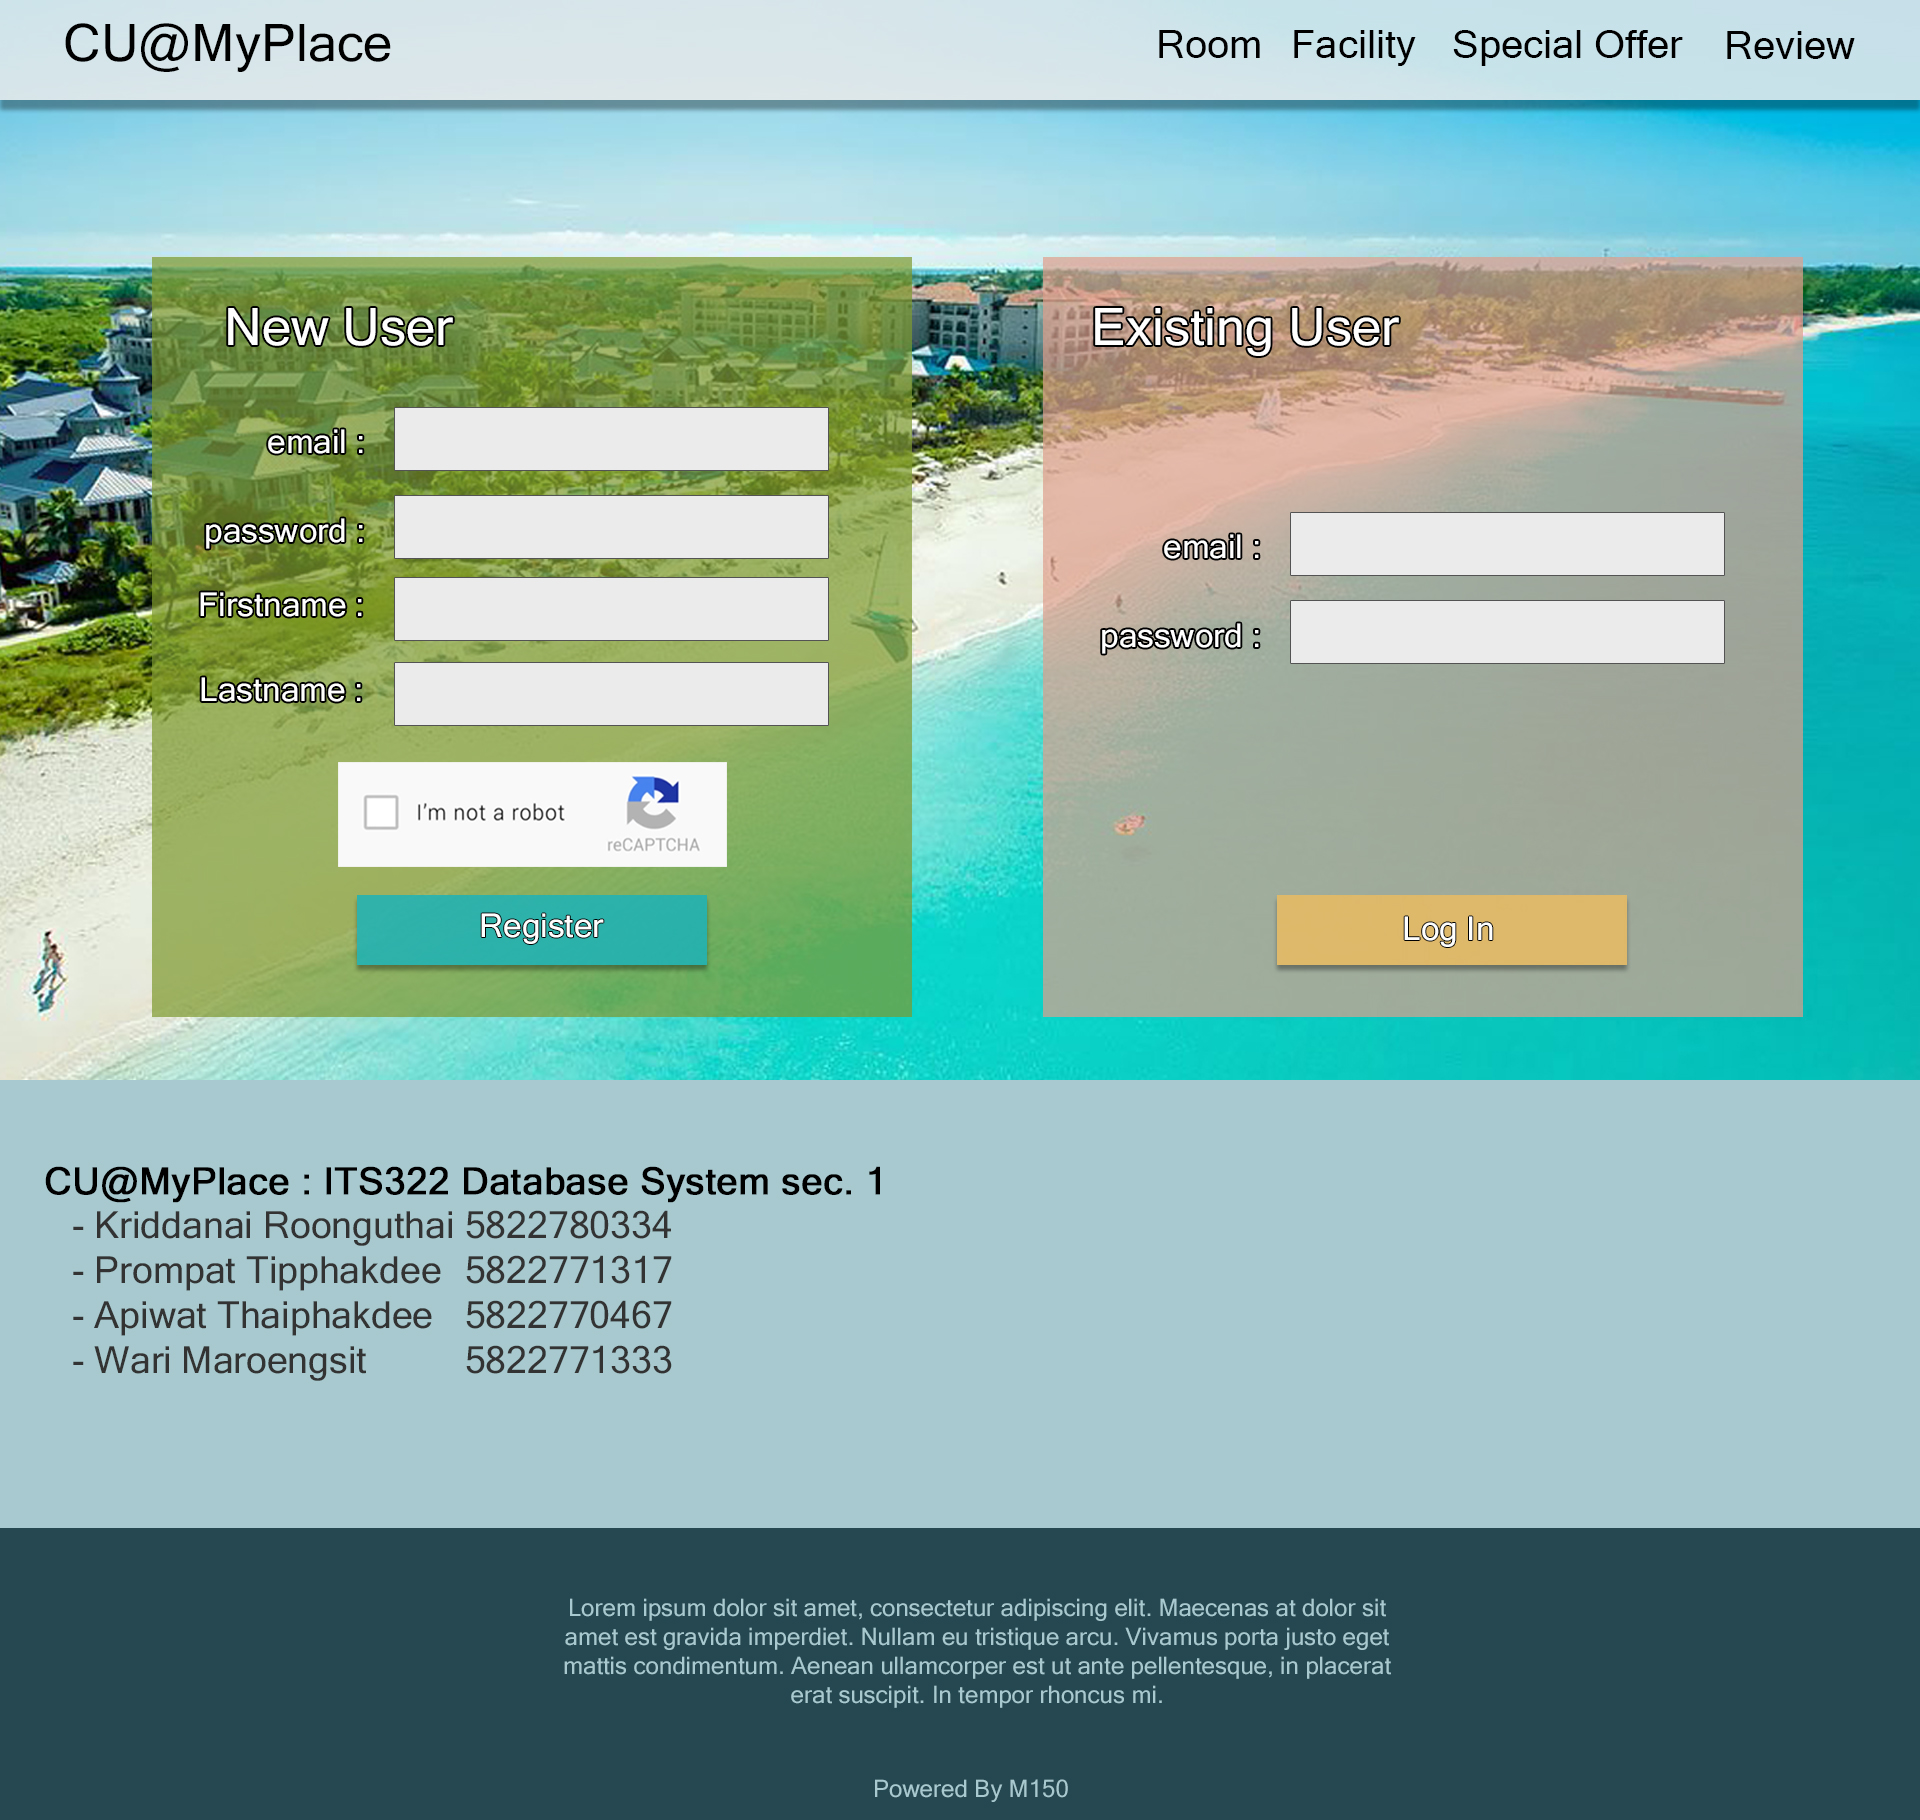 CU@MyPlace
Room Facility Special Offer Review
New User
email :
password :
Firstname :
Lastname :
I'm not a robot
reCAPTCHA
Register
Existing User
email :
password :
Log In
CU@MyPlace : ITS322 Database System sec. 1
- Kriddanai Roonguthai 5822780334
- Prompat Tipphakdee 5822771317
- Apiwat Thaiphakdee 5822770467
- Wari Maroengsit 5822771333
Lorem ipsum dolor sit amet, consectetur adipiscing elit. Maecenas at dolor sit
amet est gravida imperdiet. Nullam eu tristique arcu. Vivamus porta justo eget
mattis condimentum. Aenean ullamcorper est ut ante pellentesque, in placerat
erat suscipit. In tempor rhoncus mi.
Powered By M150